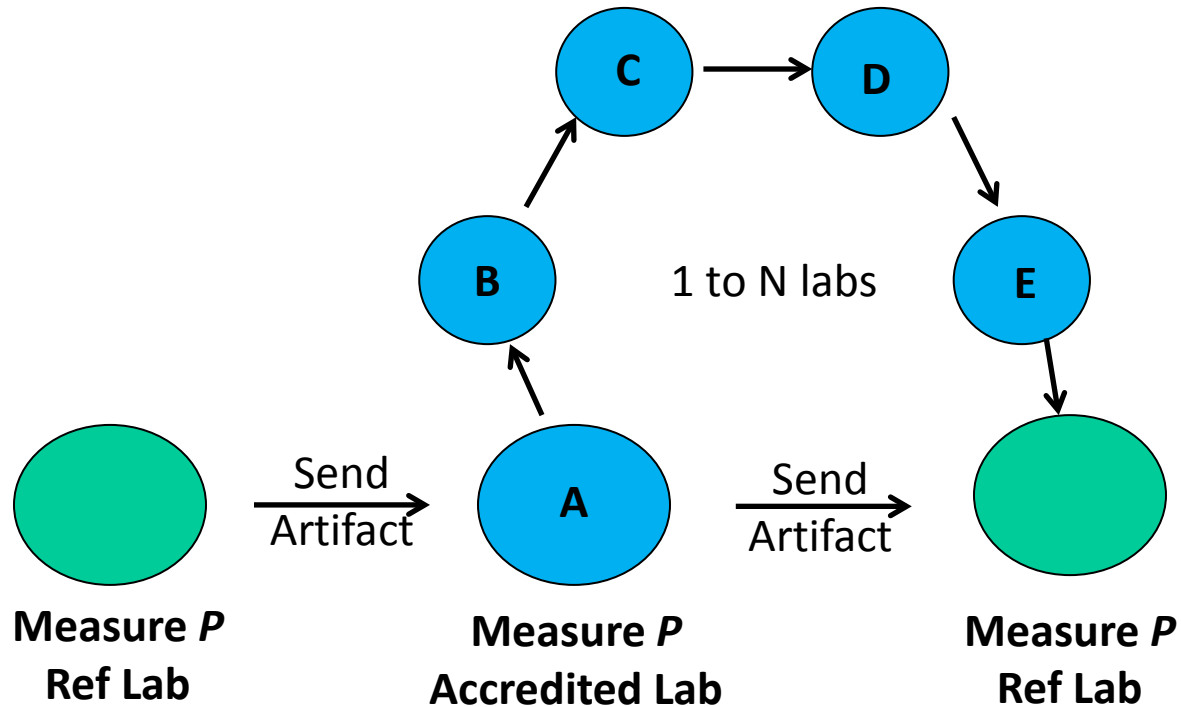 C
D
B
1 to N labs
E
Send
Artifact
A
Send
Artifact
Measure P
Ref Lab
Measure P
Accredited Lab
Measure P
Ref Lab